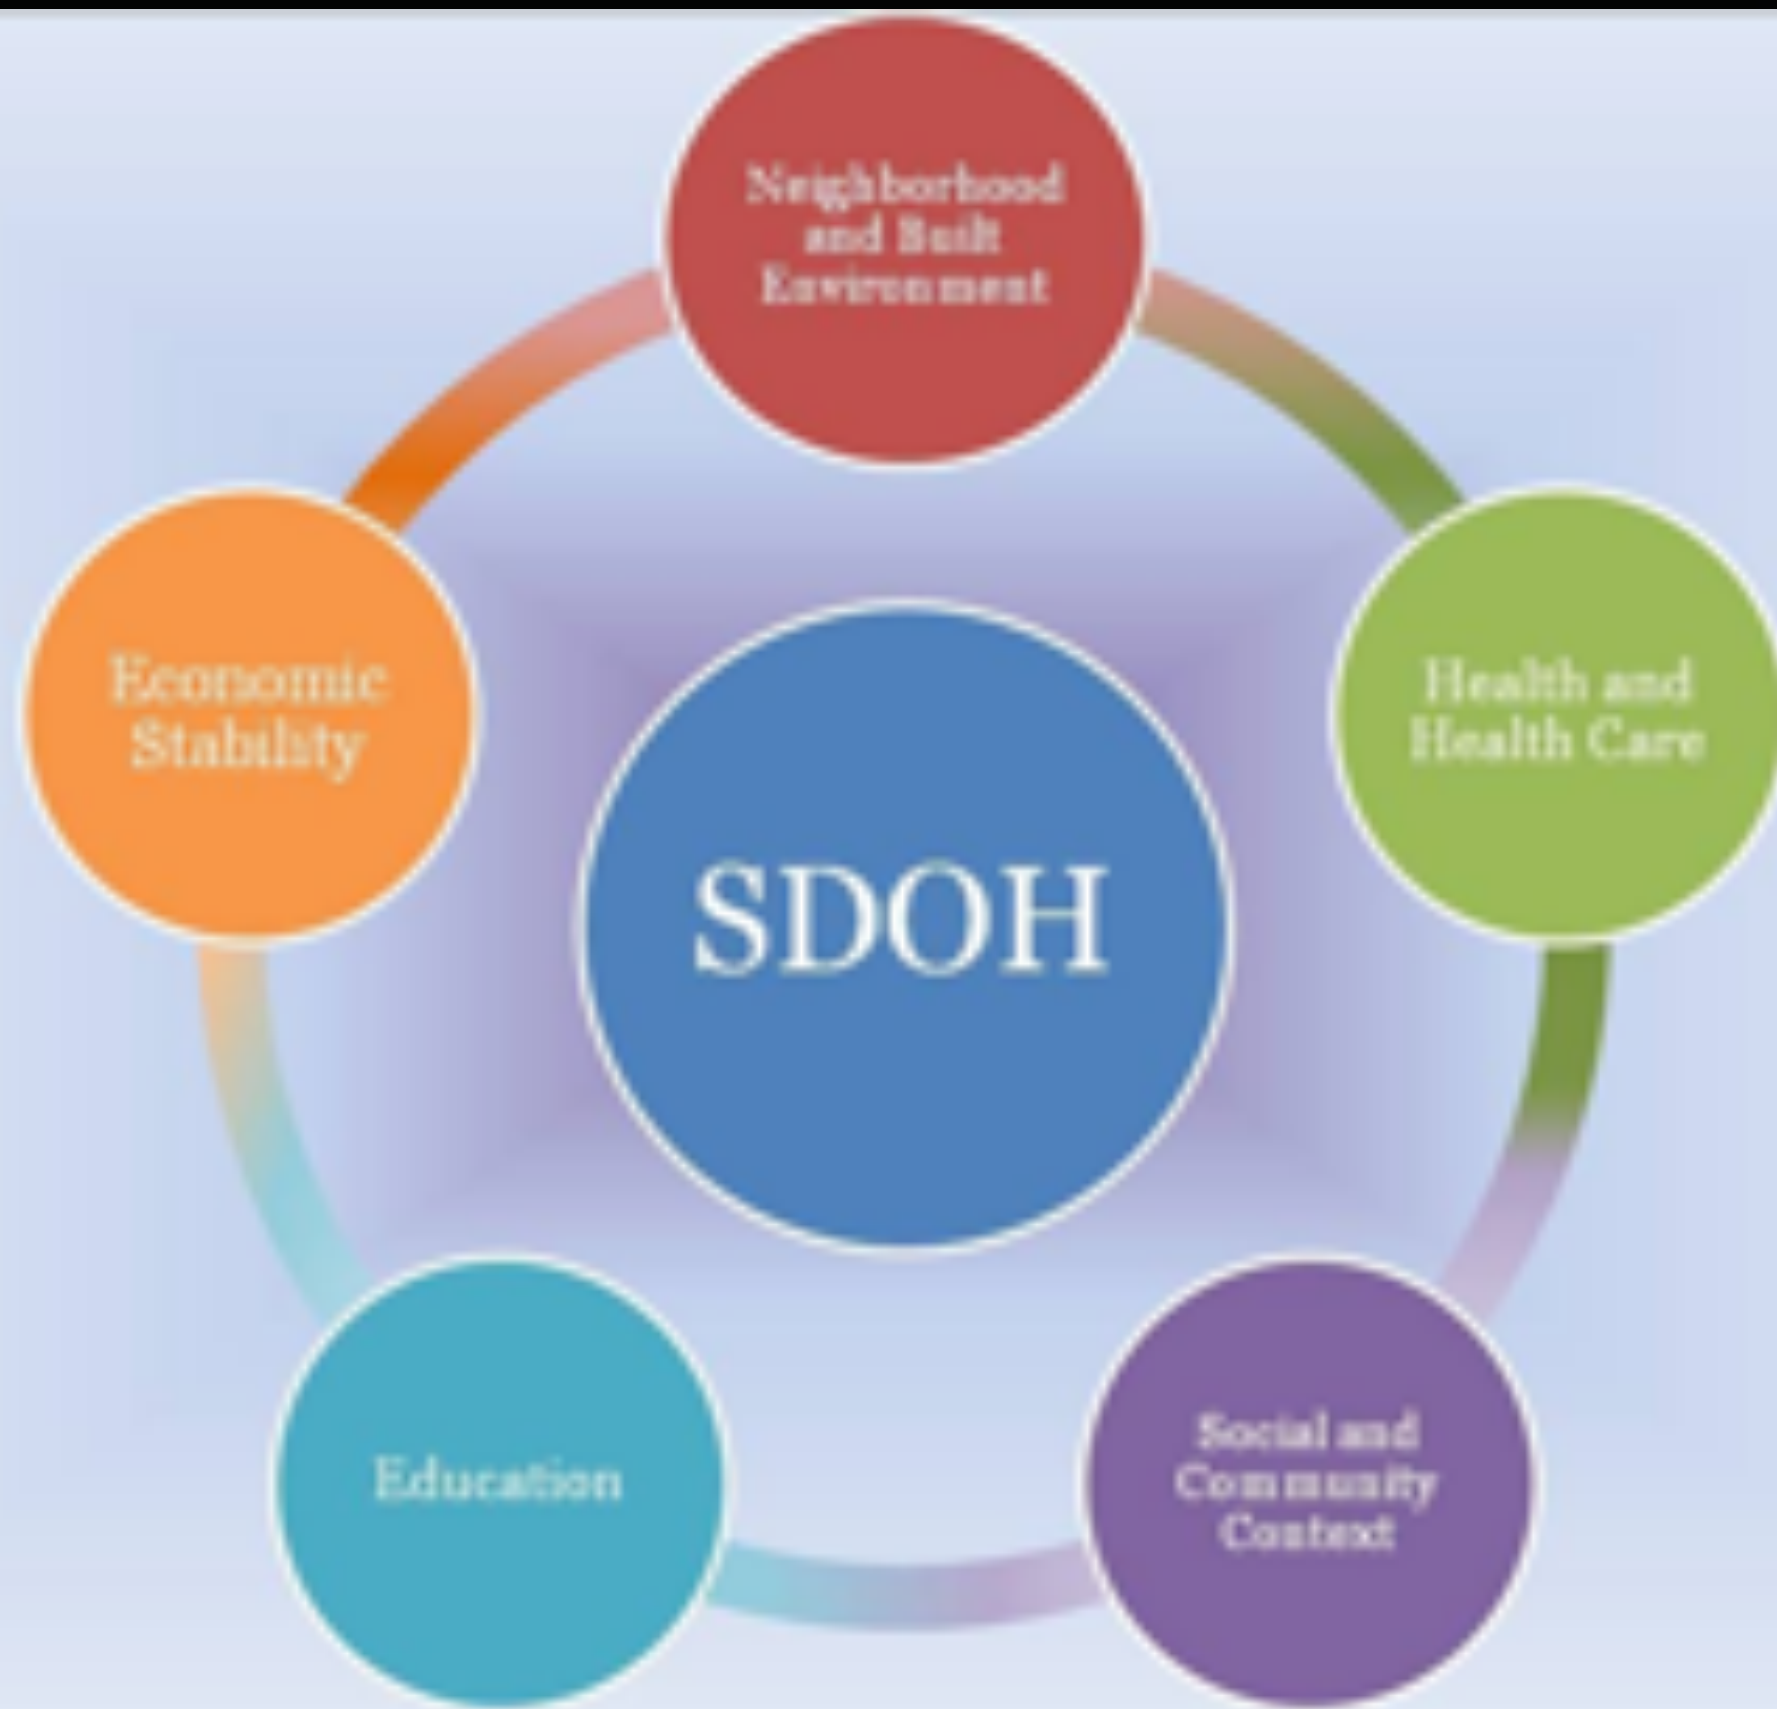 Neighborhood
and Built
Environment
Economic
Stability
Health and
Health Care
SDOH
Education
Social and
Community
Context